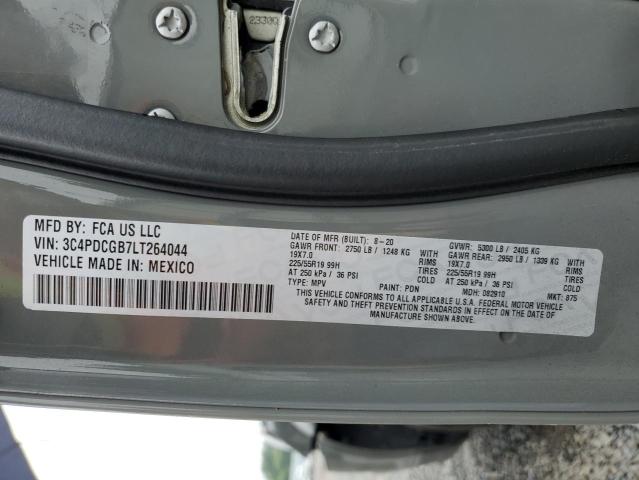 2330Q
MFD BY: FCA US LLC
VIN: 3C4PDCGB7LT264044
VEHICLE MADE IN: MEXICO
DATE OF MFR (BUILT): 8-20 GVWR: 5300 LB / 2405 KG
GAWR FRONT: 2750 LB / 1248 KG GAWR REAR: 2950 LB / 1339 KG
19X7.0 RIMS 19X7.0 RIMS
225/55R19 99H TIRES 225/55R19 99H TIRES
AT 250 kPa / 36 PSI COLD AT 250 kPa / 36 PSI COLD
TYPE: MPV PAINT: PDN MDH: 082910 MKT: 875
THIS VEHICLE CONFORMS TO ALL APPLICABLE U.S.A. FEDERAL MOTOR VEHICLE
SAFETY AND THEFT PREVENTION STANDARDS IN EFFECT ON THE DATE OF
MANUFACTURE SHOWN ABOVE.